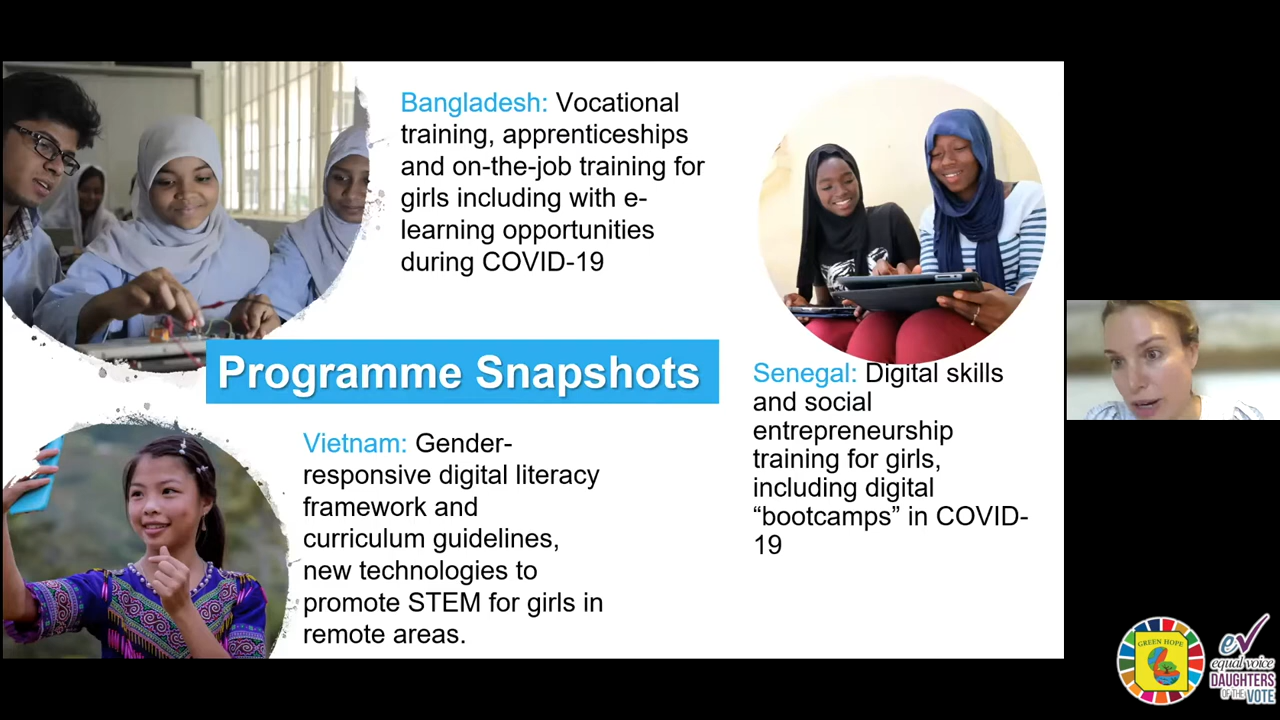 Bangladesh: Vocational
training, apprenticeships
and on-the-job training for
girls including with e-
learning opportunities
during COVID-19
Programme Snapshots
Senegal: Digital skills
and social
entrepreneurship
training for girls,
including digital
“bootcamps” in COVID-
19
Vietnam: Gender-
responsive digital literacy
framework and
curriculum guidelines,
new technologies to
promote STEM for girls in
remote areas.
GREEN HOPE
ev
equal voice
DAUGHTERS
OF THE VOTE